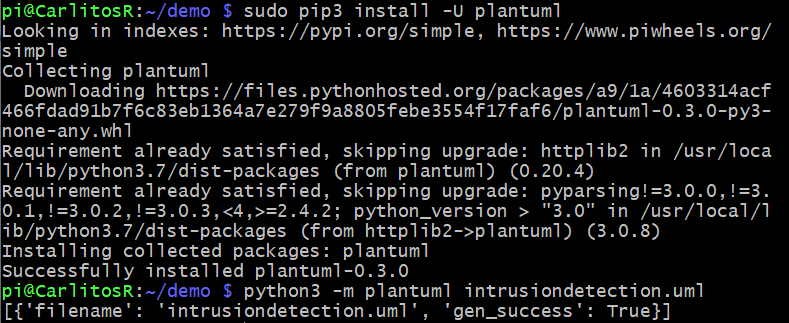 pi@CarlitosR:~/demo $ sudo pip3 install -U plantuml
Looking in indexes: https://pypi.org/simple, https://www.piwheels.org/
simple
Collecting plantuml
  Downloading https://files.pythonhosted.org/packages/a9/1a/4603314acf
466fdad91b7f6c83eb1364a7e279f9a8805febe3554f17faf6/plantuml-0.3.0-py3-
none-any.whl
Requirement already satisfied, skipping upgrade: httplib2 in /usr/loca
l/lib/python3.7/dist-packages (from plantuml) (0.20.4)
Requirement already satisfied, skipping upgrade: pyparsing!=3.0.0,!=3.
0.1,!=3.0.2,!=3.0.3,<4,>=2.4.2; python_version > "3.0" in /usr/local/l
ib/python3.7/dist-packages (from httplib2->plantuml) (3.0.8)
Installing collected packages: plantuml
Successfully installed plantuml-0.3.0
pi@CarlitosR:~/demo $ python3 -m plantuml intrusiondetection.uml
[{'filename': 'intrusiondetection.uml', 'gen_success': True}]